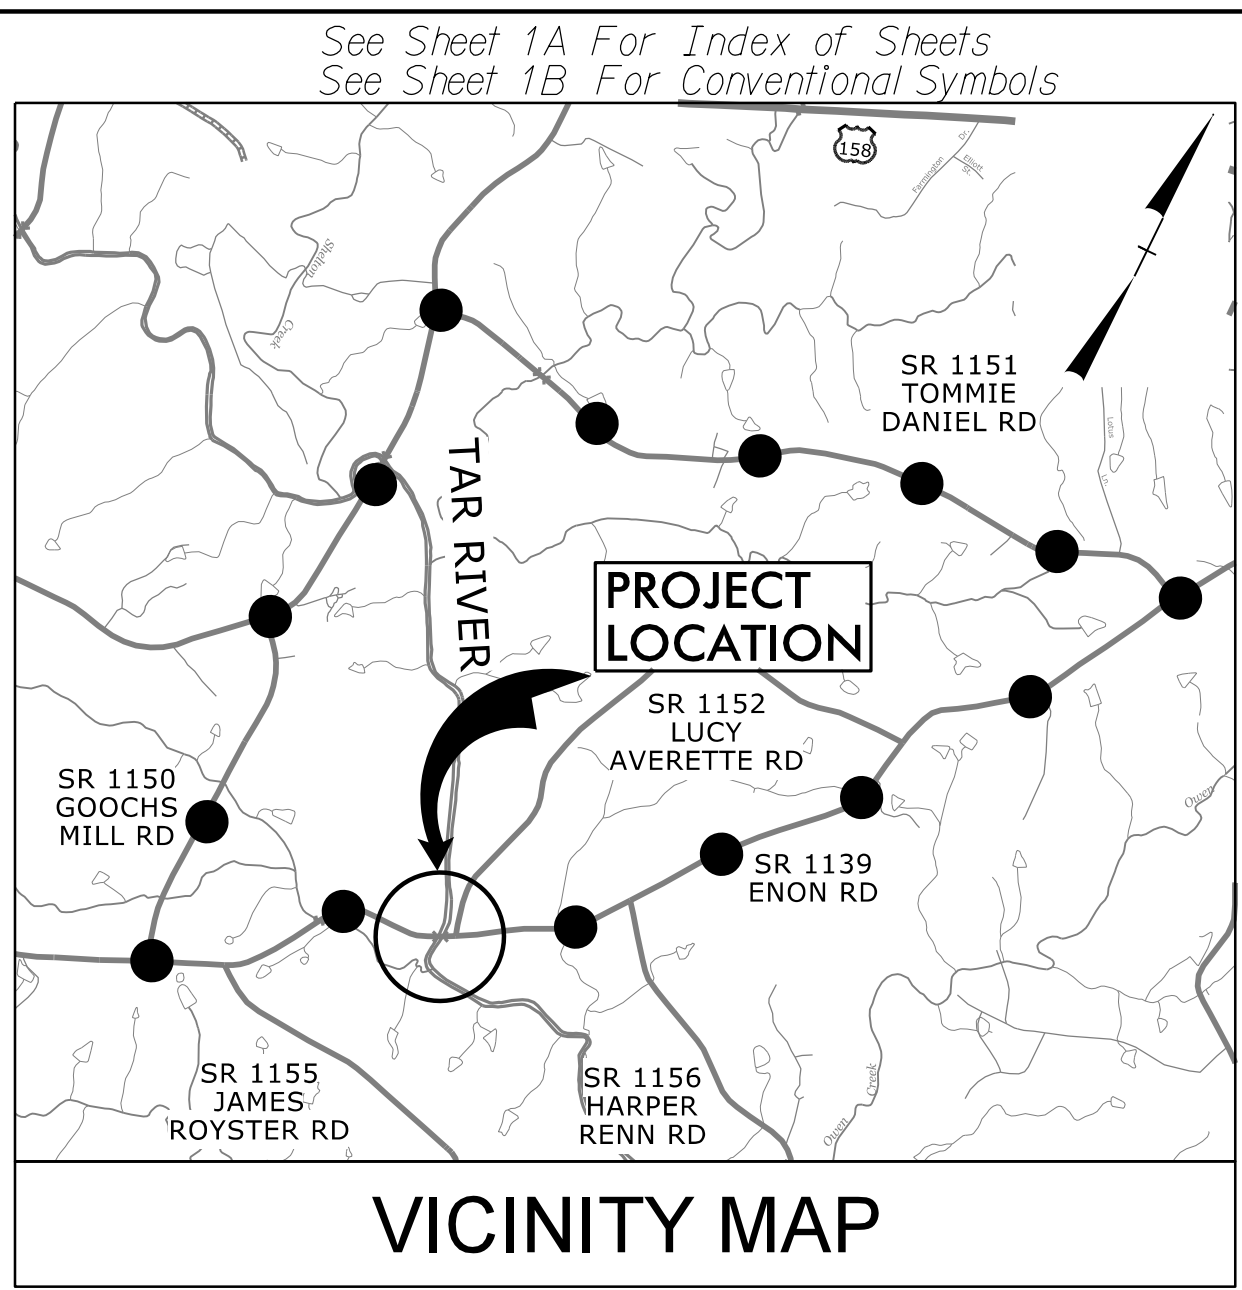 See Sheet 1A For Index of Sheets
See Sheet 1B For Conventional Symbols
158
Farmington
Dr.
Elliott
St.
Shelton
Creek
SR 1151
TOMMIE
DANIEL RD
Lotus
Ln.
TAR RIVER
PROJECT
LOCATION
SR 1152
LUCY
AVERETTE RD
SR 1150
GOOCHS
MILL RD
Owen
SR 1139
ENON RD
SR 1155
JAMES
ROYSTER RD
SR 1156
HARPER
RENN RD
Owen
Creek
VICINITY MAP